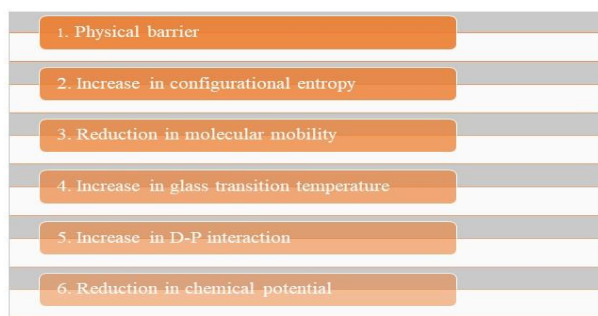 1. Physical barrier
2. Increase in configurational entropy
3. Reduction in molecular mobility
4. Increase in glass transition temperature
5. Increase in D-P interaction
6. Reduction in chemical potential